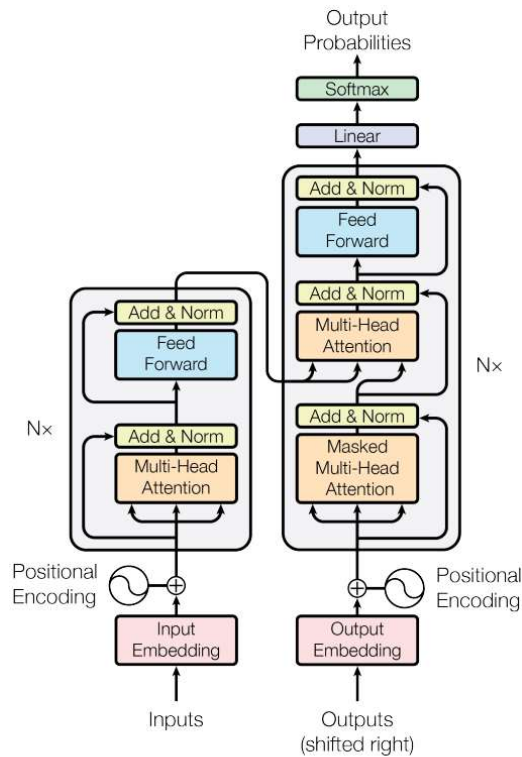 Output
Probabilities
Softmax
Linear
Add & Norm
Feed
Forward
Add & Norm
Multi-Head
Attention
Add & Norm
Masked
Multi-Head
Attention
N×
Add & Norm
Feed
Forward
Add & Norm
Multi-Head
Attention
N×
Positional
Encoding
Positional
Encoding
Input
Embedding
Output
Embedding
Inputs
Outputs
(shifted right)